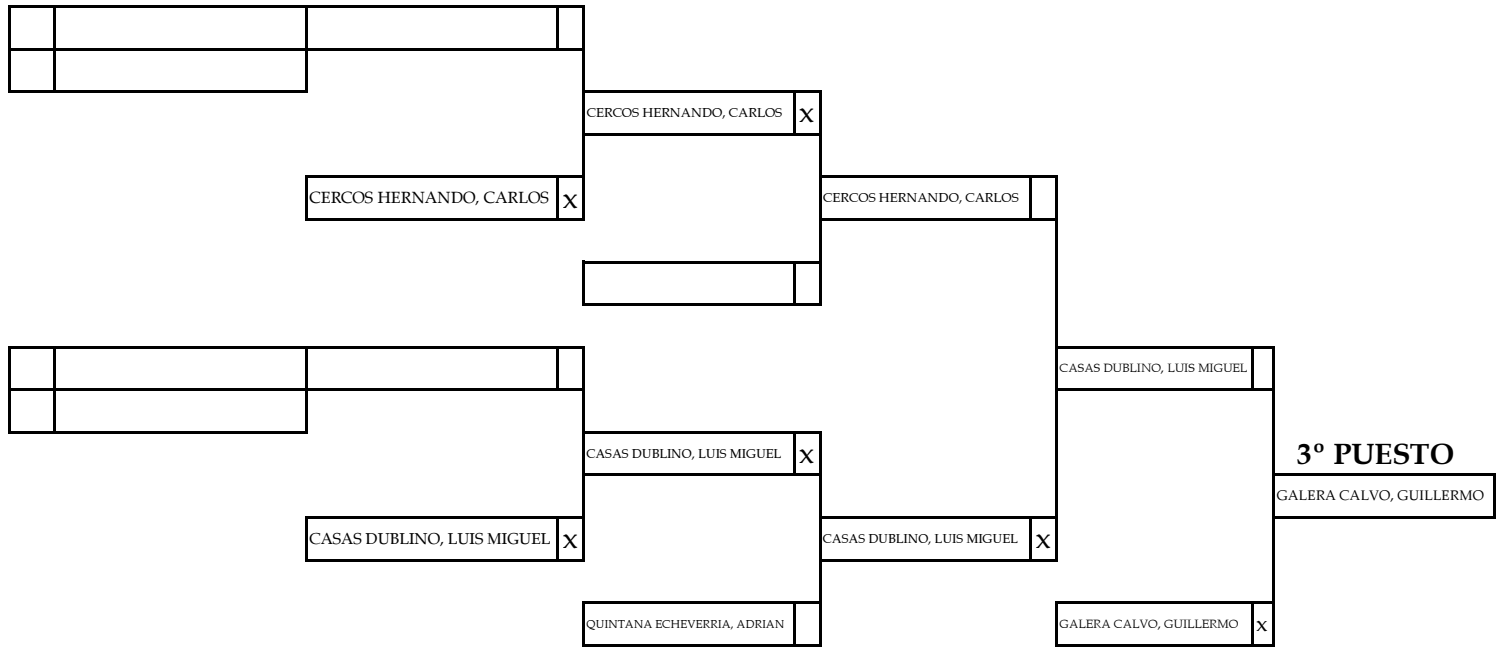 CERCOS HERNANDO, CARLOS X
CERCOS HERNANDO, CARLOS X
CERCOS HERNANDO, CARLOS
CASAS DUBLINO, LUIS MIGUEL
CASAS DUBLINO, LUIS MIGUEL X
3º PUESTO
GALERA CALVO, GUILLERMO
CASAS DUBLINO, LUIS MIGUEL X
CASAS DUBLINO, LUIS MIGUEL X
QUINTANA ECHEVERRIA, ADRIAN
GALERA CALVO, GUILLERMO x